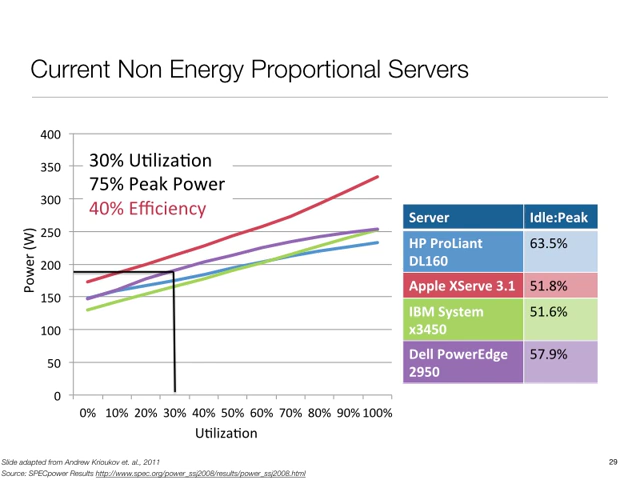 Current Non Energy Proportional Servers
400
350
300
250
200
150
100
50
0
Power (W)
30% Utilization
75% Peak Power
40% Efficiency
0% 10% 20% 30% 40% 50% 60% 70% 80% 90% 100%
Utilization
Server Idle:Peak
HP ProLiant
DL160
63.5%
Apple XServe 3.1 51.8%
IBM System
x3450
51.6%
Dell PowerEdge
2950
57.9%
Slide adapted from Andrew Krioukov et. al., 2011
29
Source: SPECpower Results http://www.spec.org/power_ssj2008/results/power_ssj2008.html